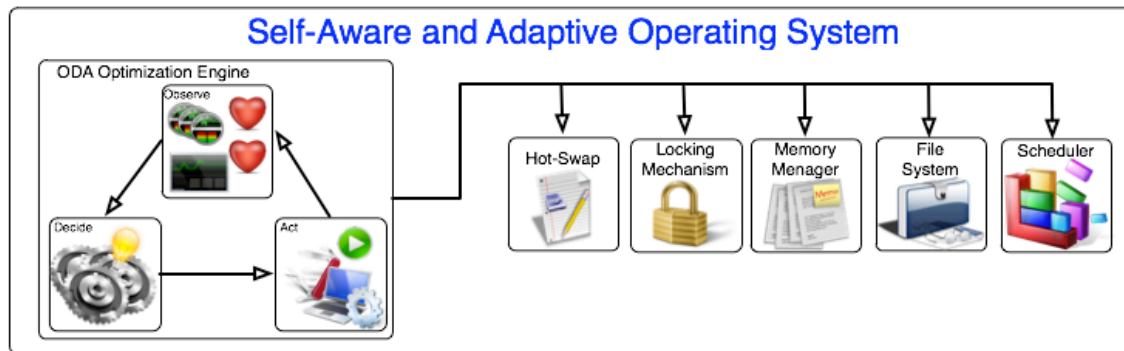 Self-Aware and Adaptive Operating System
ODA Optimization Engine
Observe
Decide
Act
Hot-Swap
Locking
Mechanism
Memory
Menager
File
System
Scheduler
Memo